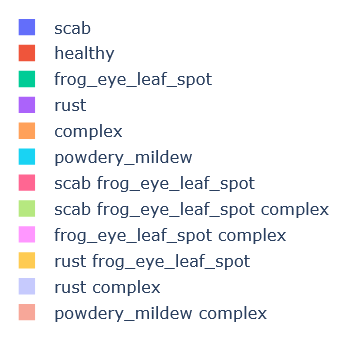 scab
healthy
frog_eye_leaf_spot
rust
complex
powdery_mildew
scab frog_eye_leaf_spot
scab frog_eye_leaf_spot complex
frog_eye_leaf_spot complex
rust frog_eye_leaf_spot
rust complex
powdery_mildew complex